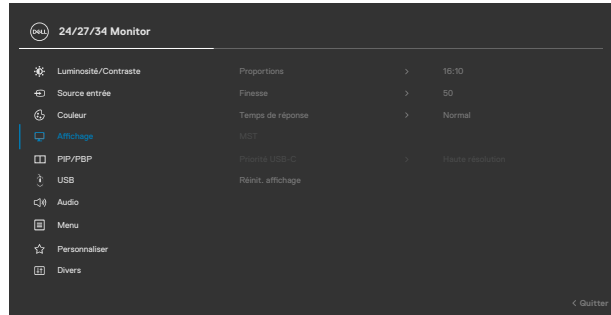 DELL 24/27/34 Monitor
Luminosité/Contraste Proportions > 16:10
Source entrée Finesse > 50
Couleur Temps de réponse > Normal
Affichage MST
PIP/PBP Priorité USB-C > Haute résolution
USB Réinit. affichage
Audio
Menu
Personnaliser
Divers
< Quitter